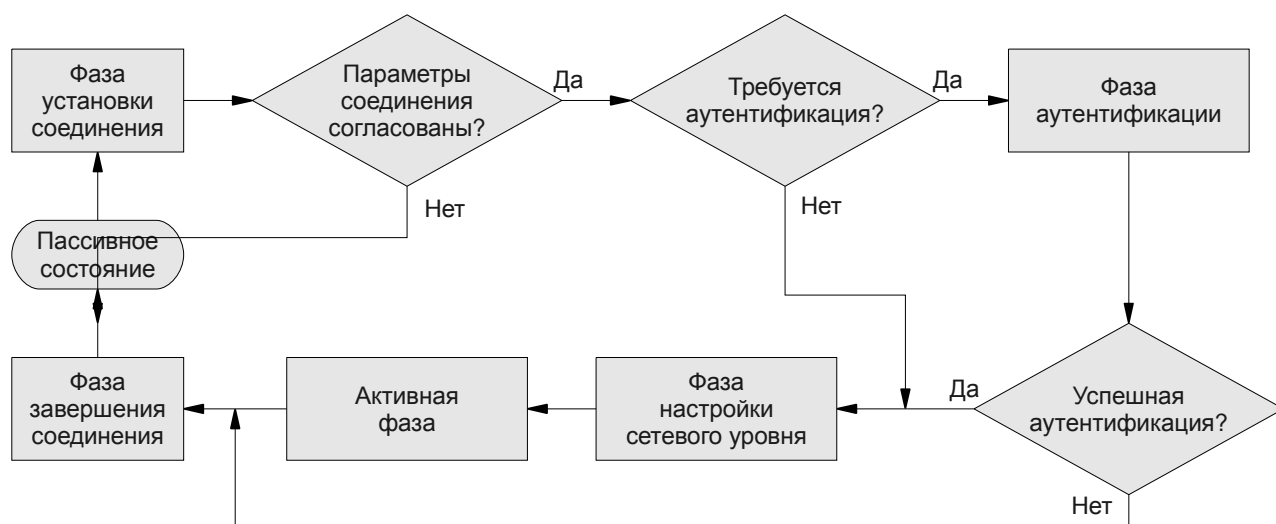 Фаза
установки
соединения
Параметры
соединения
согласованы?
Да
Требуется
аутентификация?
Да
Фаза
аутентификации
Нет
Нет
Пассивное
состояние
Фаза
завершения
соединения
Активная
фаза
Фаза
настройки
сетевого уровня
Да
Успешная
аутентификация?
Нет